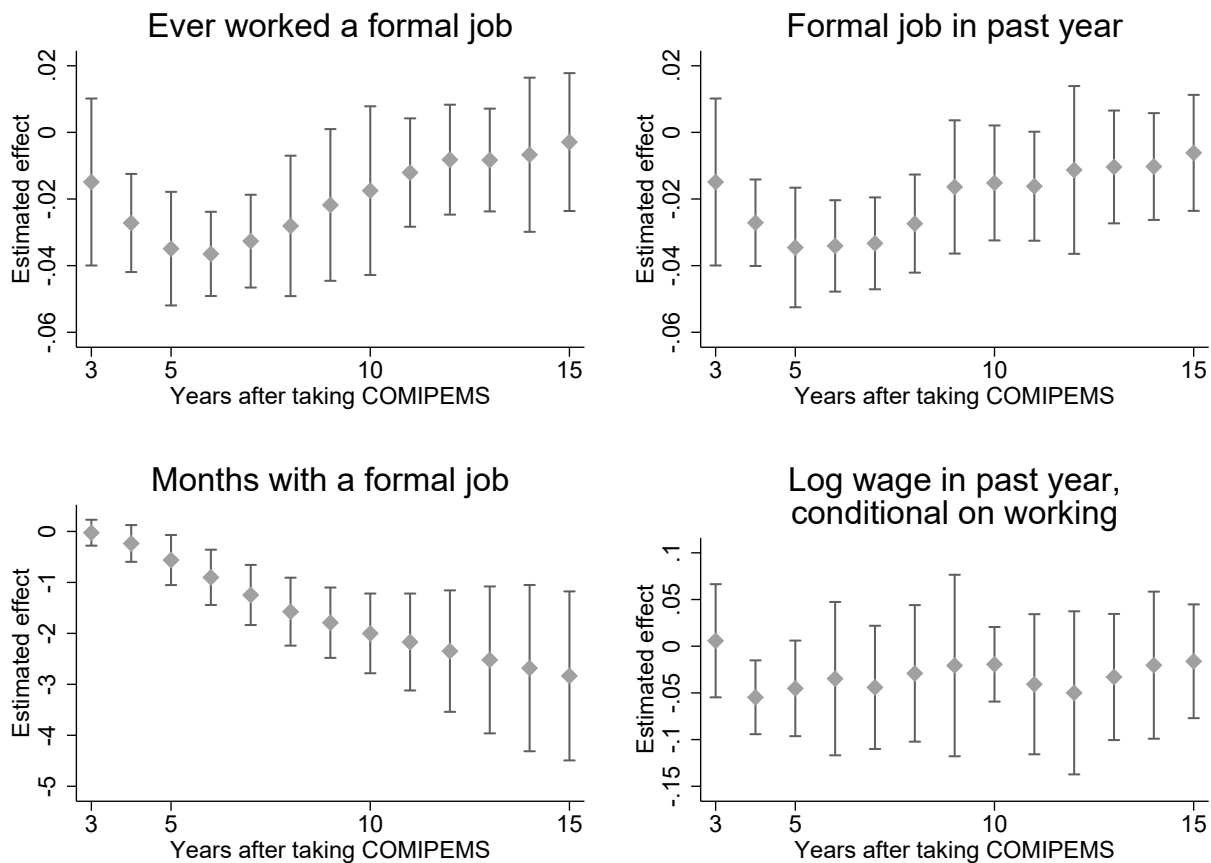 Ever worked a formal job
Estimated effect
.02
0
-.02
-.04
-.06
3 5 10 15
Years after taking COMIPEMS
Formal job in past year
Estimated effect
.02
0
-.02
-.04
-.06
3 5 10 15
Years after taking COMIPEMS
Months with a formal job
Estimated effect
0
-1
-2
-3
-4
-5
3 5 10 15
Years after taking COMIPEMS
Log wage in past year,
conditional on working
Estimated effect
.1
.05
0
-.05
-.1
-.15
3 5 10 15
Years after taking COMIPEMS